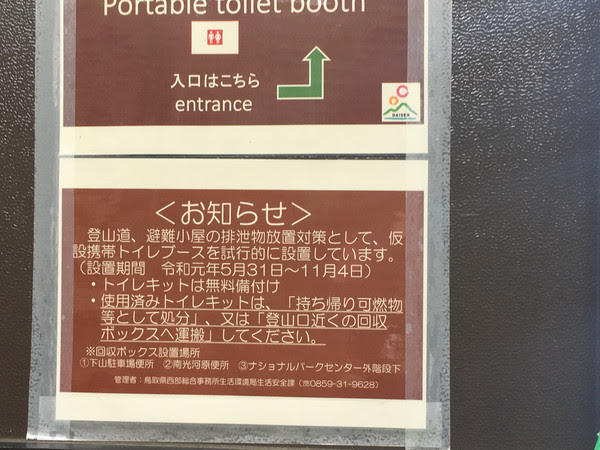 Portable toilet booth
入口はこちら
entrance
DAISEN
＜お知らせ＞
登山道、避難小屋の排泄物放置対策として、仮
設携帯トイレブースを試行的に設置しています。
（設置期間　令和元年5月31日～11月4日）
・トイレキットは無料備付け
・使用済みトイレキットは、「持ち帰り可燃物
等として処分」、又は「登山口近くの回収
ボックスへ運搬」してください。
※回収ボックス設置場所
①下山駐車場便所　②南光河原便所　③ナショナルパークセンター外階段下
管理者：鳥取県西部総合事務所生活環境局生活安全課（☎0859-31-9628）